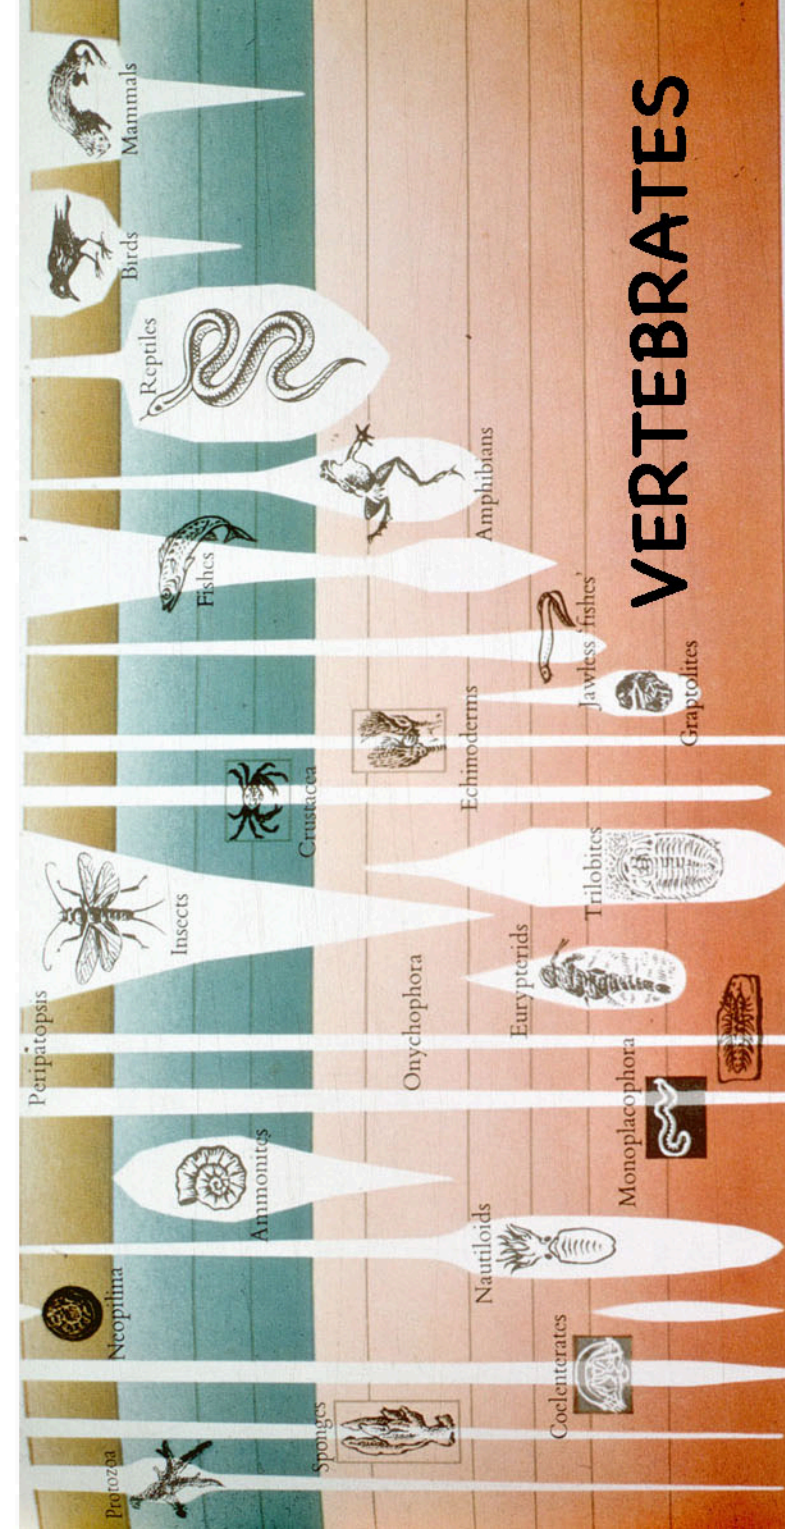 Peripatopsis
Protozoa
Neopilina
Mammals
Birds
Reptiles
Insects
Fishes
Ammonites
Crustacea
Sponges
Onychophora
Echinoderms
Nautiloids
Amphibians
Eurypterids
Coelenterates
Jawless 'fishes'
Trilobites
Monoplacophora
VERTEBRATES
Graptolites